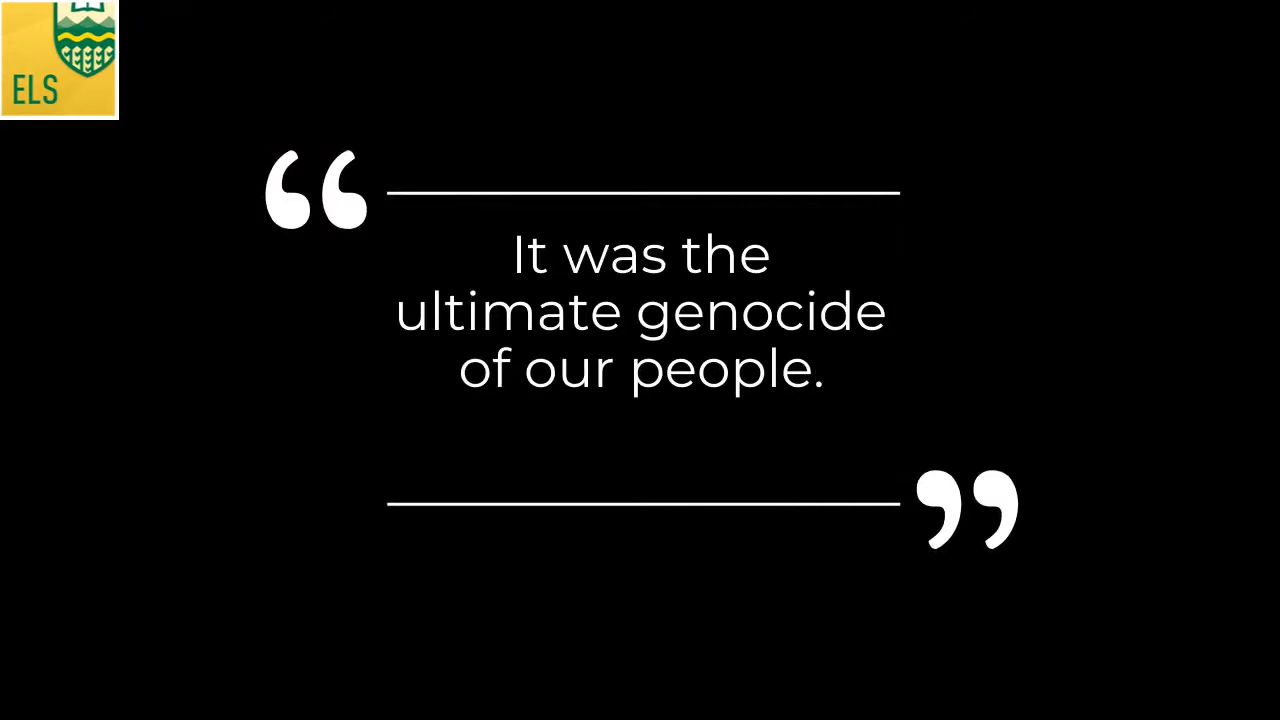 ELS
“
It was the
ultimate genocide
of our people.
”